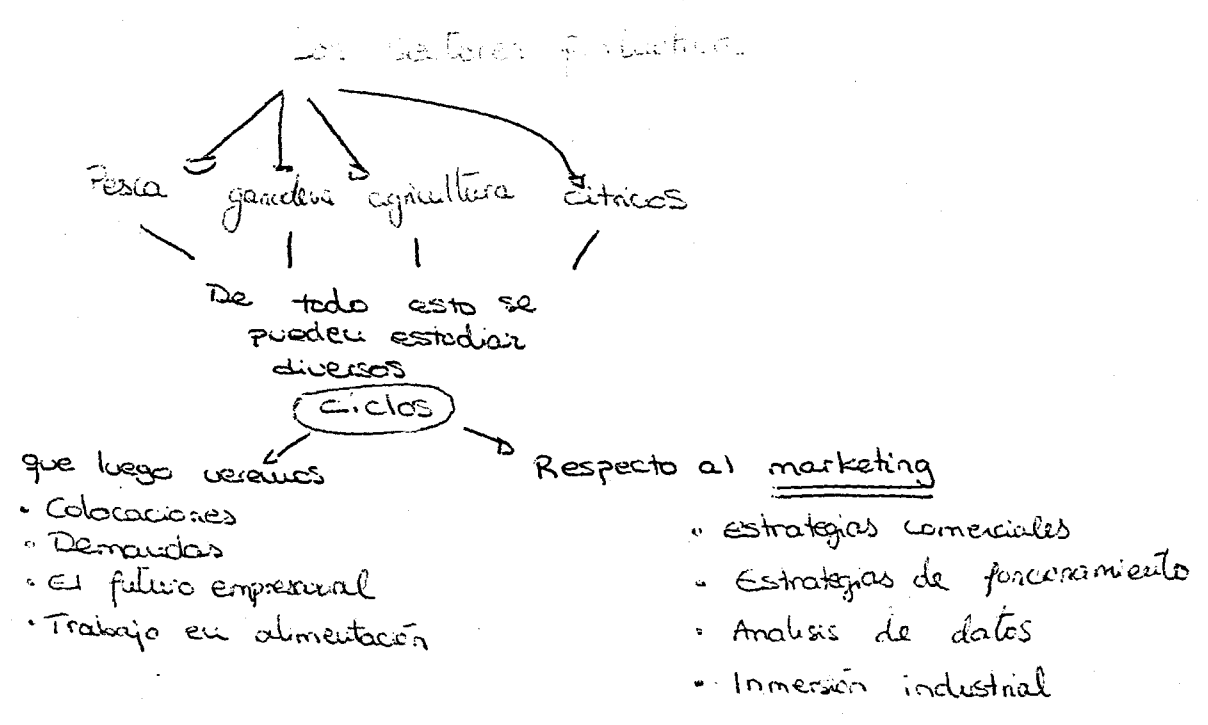 Los sectores productivos
Pesca ganadería agricultura cítricos
De todo esto se
pueden estudiar
diversos
ciclos
que luego veremos
Respecto al marketing
• Colocaciones
• Demandas
• El futuro empresarial
• Trabajo en alimentación
• Estrategias comerciales
• Estrategias de funcionamiento
• Analisis de datos
• Inmersión industrial